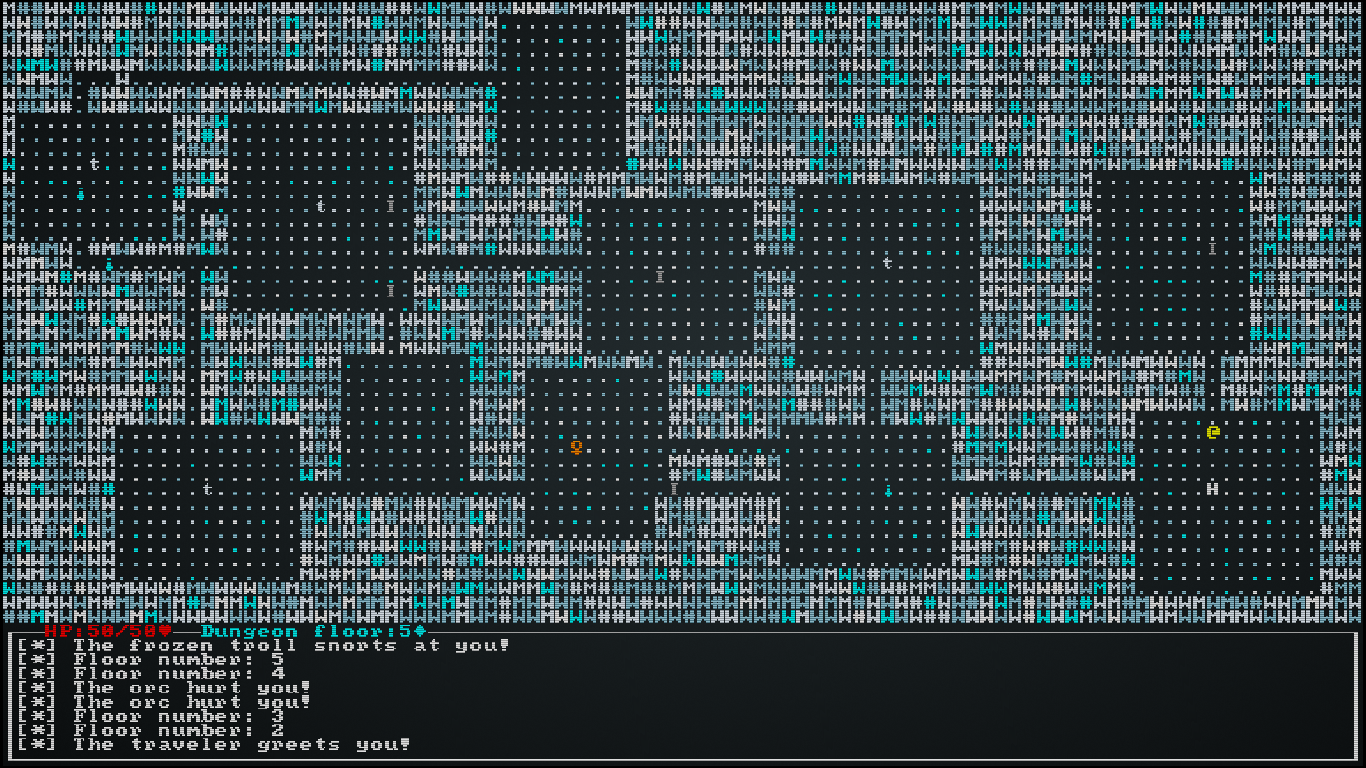 HP:50/50♥ Dungeon floor:5♦
[*] The frozen troll snorts at you!
[*] Floor number: 5
[*] Floor number: 4
[*] The orc hurt you!
[*] The orc hurt you!
[*] Floor number: 3
[*] Floor number: 2
[*] The traveler greets you!